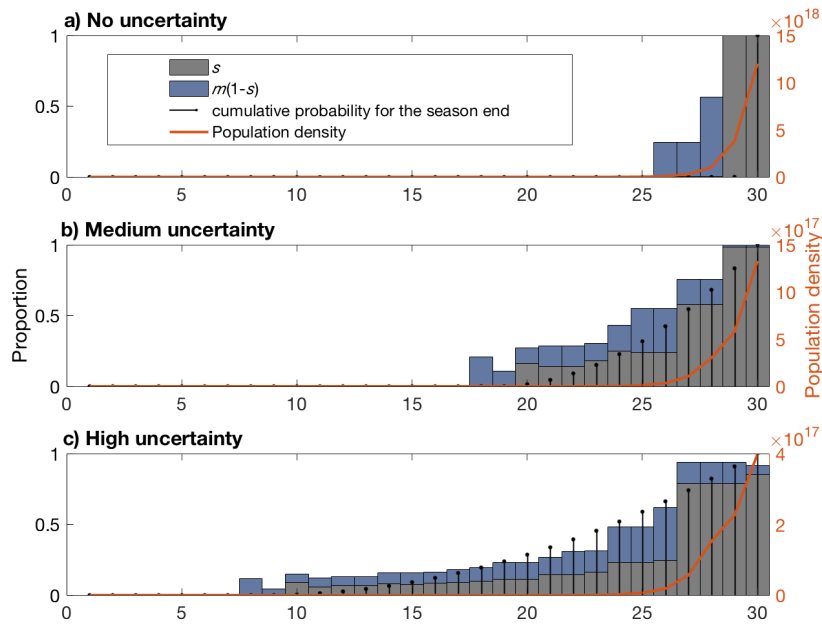 a) No uncertainty
×10^18
1
0.5
0
s
m(1-s)
cumulative probability for the season end
Population density
15
10
5
0
0 5 10 15 20 25 30
b) Medium uncertainty
×10^17
1
0.5
0
15
10
5
0
0 5 10 15 20 25 30
Proportion
Population density
c) High uncertainty
×10^17
1
0.5
0
4
2
0
0 5 10 15 20 25 30